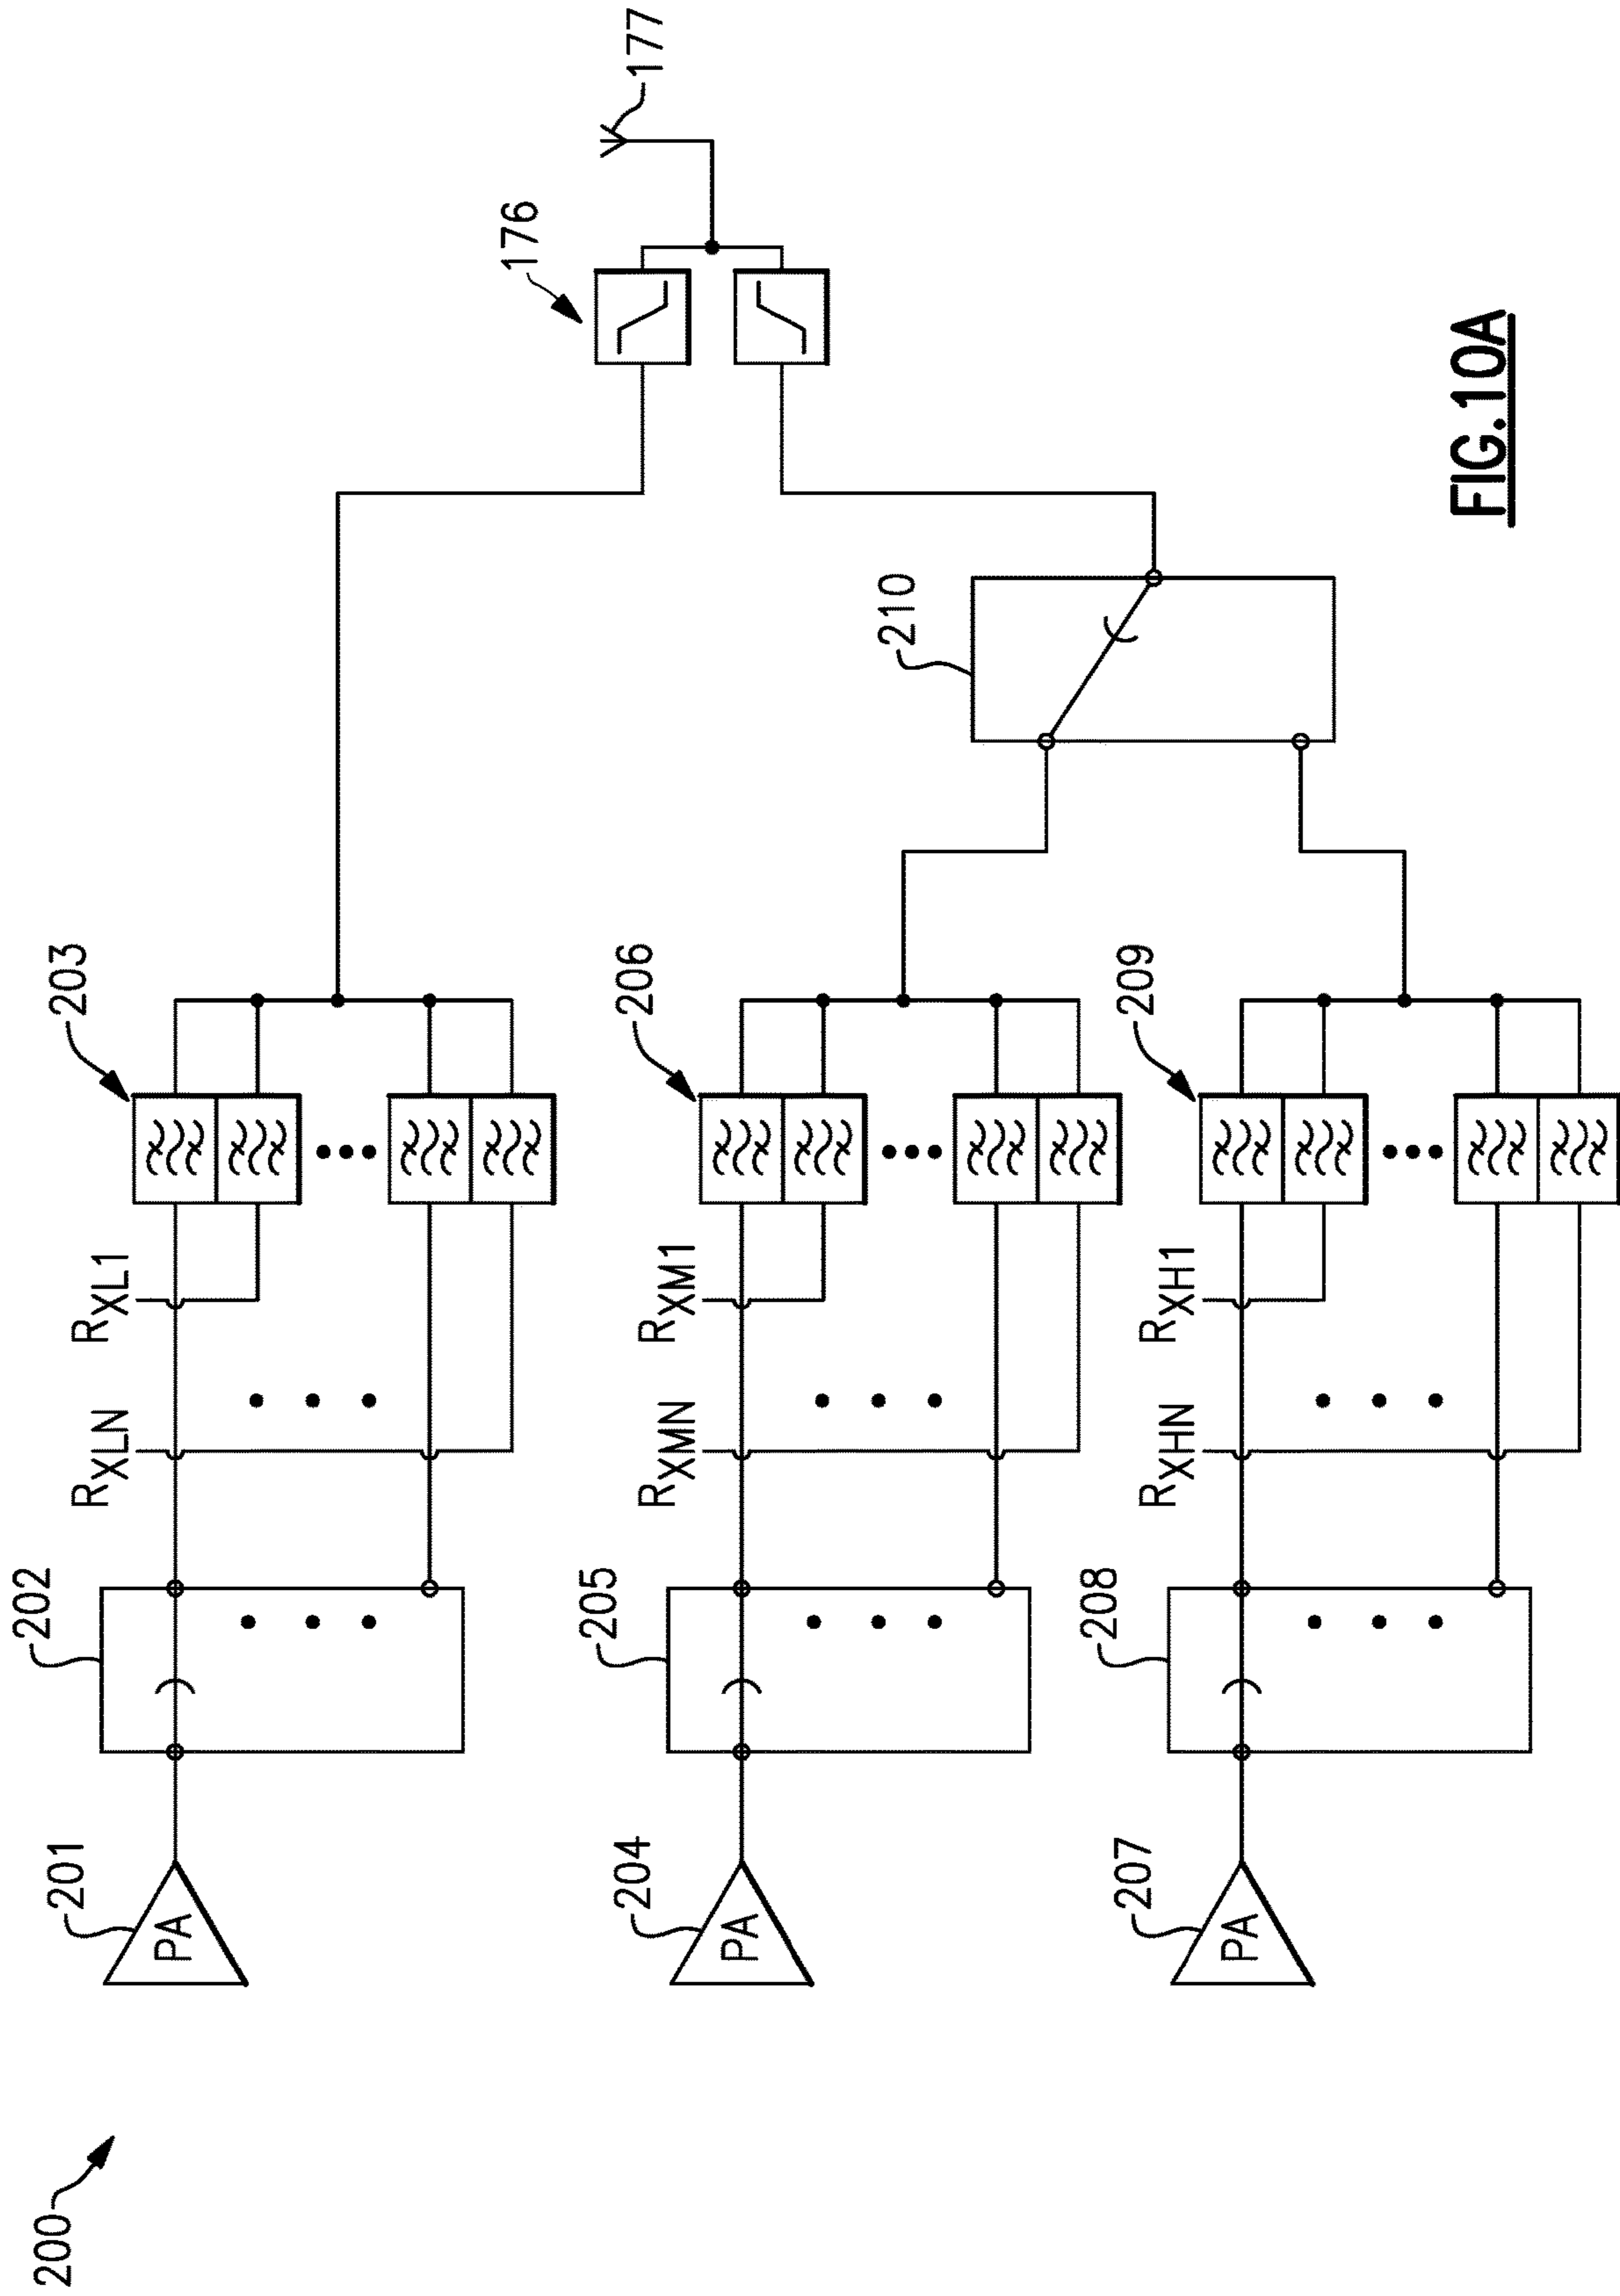 200
201
PA
202
RXLN
RXL1
203
204
PA
205
RXMN
RXM1
206
207
PA
208
RXHN
RXH1
209
210
176
177
FIG.10A